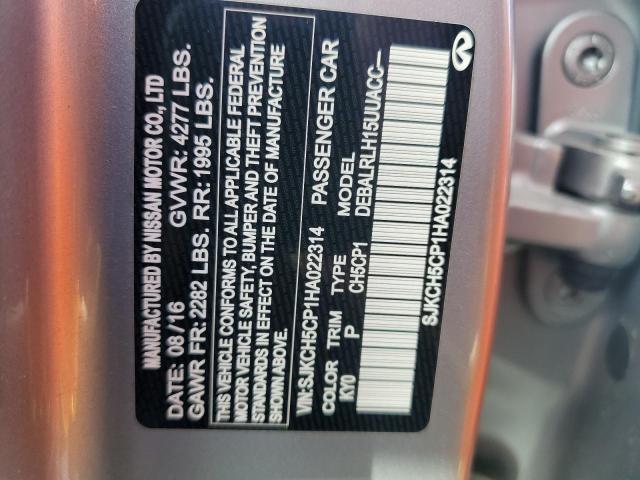 MANUFACTURED BY NISSAN MOTOR CO., LTD
DATE: 08/16 GVWR: 4277 LBS.
GAWR FR: 2282 LBS. RR: 1995 LBS.
THIS VEHICLE CONFORMS TO ALL APPLICABLE FEDERAL
MOTOR VEHICLE SAFETY, BUMPER AND THEFT PREVENTION
STANDARDS IN EFFECT ON THE DATE OF MANUFACTURE
SHOWN ABOVE.
VIN:SJKCH5CP1HA022314 PASSENGER CAR
COLOR TRIM TYPE MODEL
KY0 P CH5CP1 DEBALRLH15UUACC–
SJKCH5CP1HA022314